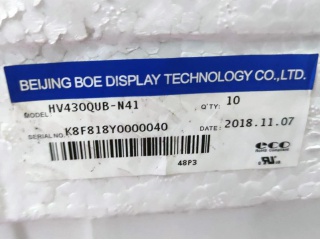 BEIJING BOE DISPLAY TECHNOLOGY CO.,LTD.
MODEL HV430QUB-N41 Q'TY: 10
SERIAL NO. K8F818Y0000040 DATE: 2018.11.07
48P3
eco